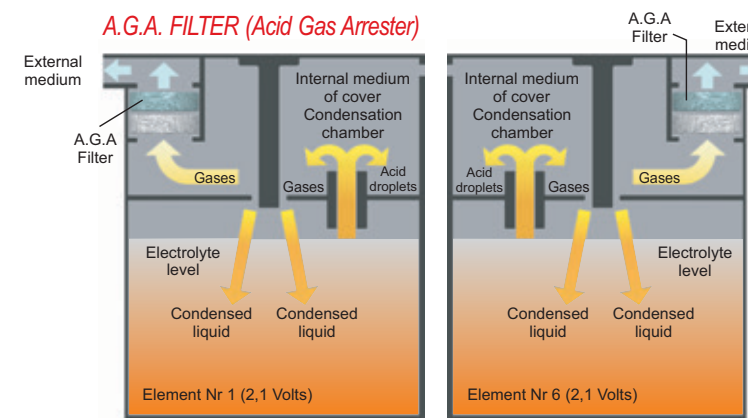 A.G.A. FILTER (Acid Gas Arrester)
External
medium
A.G.A
Filter
Internal medium
of cover
Condensation
chamber
Gases
Gases
Acid
droplets
Electrolyte
level
Condensed
liquid
Condensed
liquid
Element Nr 1 (2,1 Volts)
A.G.A
Filter
Internal medium
of cover
Condensation
chamber
Acid
droplets
Gases
Gases
Electrolyte
level
Condensed
liquid
Condensed
liquid
Element Nr 6 (2,1 Volts)